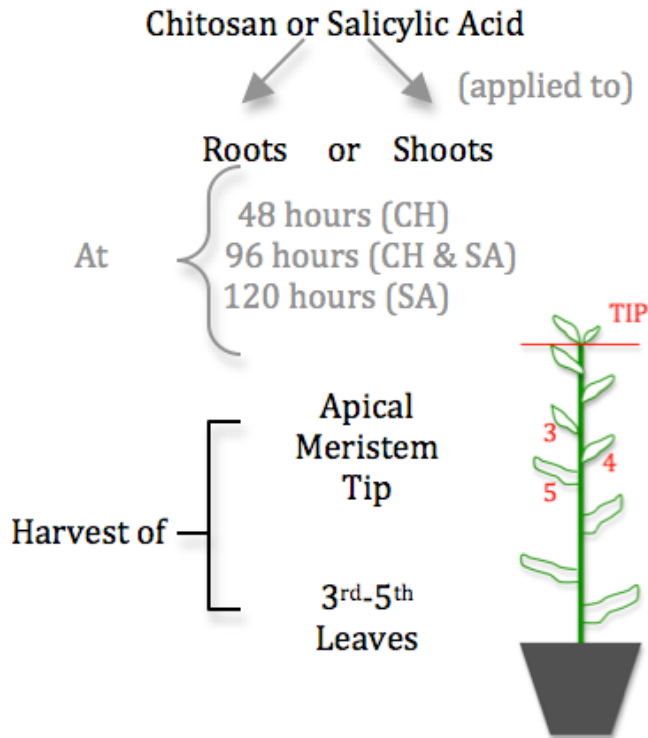 Chitosan or Salicylic Acid
(applied to)
Roots or Shoots
At
48 hours (CH)
96 hours (CH & SA)
120 hours (SA)
Harvest of
Apical
Meristem
Tip
3rd-5th
Leaves
TIP
3
4
5